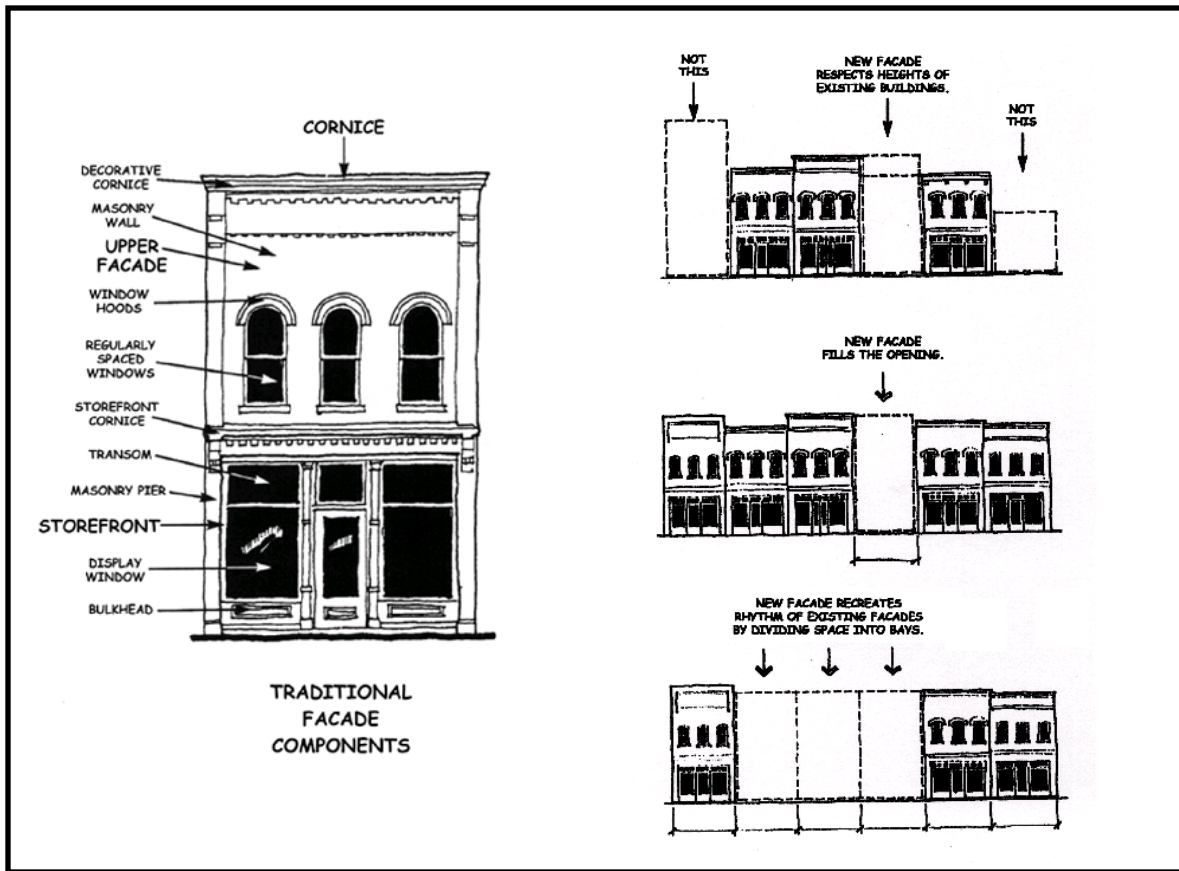 CORNICE
DECORATIVE
CORNICE
MASONRY
WALL
UPPER
FACADE
WINDOW
HOODS
REGULARLY
SPACED
WINDOWS
STOREFRONT
CORNICE
TRANSOM
MASONRY PIER
STOREFRONT
DISPLAY
WINDOW
BULKHEAD
TRADITIONAL
FACADE
COMPONENTS
NOT
THIS
NEW FACADE
RESPECTS HEIGHTS OF
EXISTING BUILDINGS.
NOT
THIS
NEW FACADE
FILLS THE OPENING.
NEW FACADE RECREATES
RHYTHM OF EXISTING FACADES
BY DIVIDING SPACE INTO BAYS.